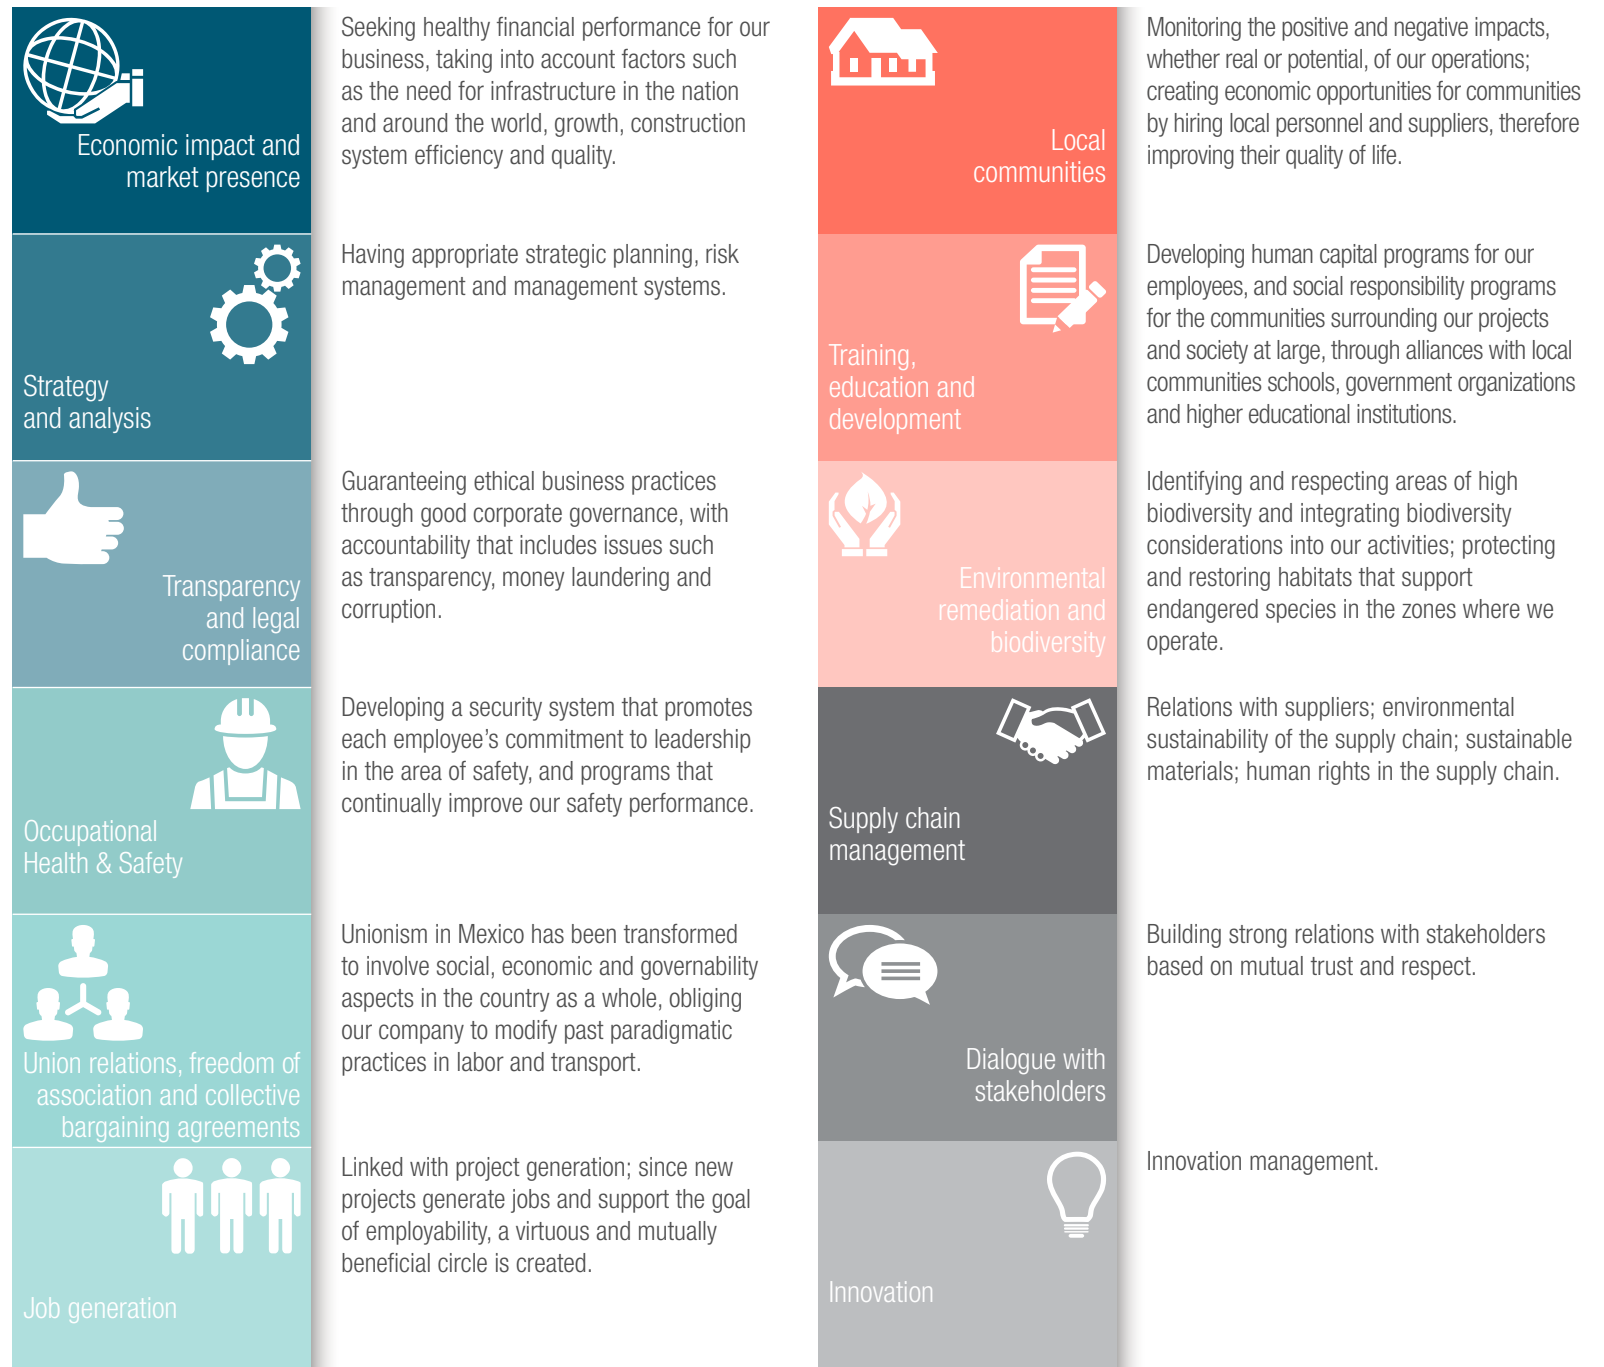 Economic impact and
market presence
Seeking healthy financial performance for our
business, taking into account factors such
as the need for infrastructure in the nation
and around the world, growth, construction
system efficiency and quality.
Strategy
and analysis
Having appropriate strategic planning, risk
management and management systems.
Transparency
and legal
compliance
Guaranteeing ethical business practices
through good corporate governance, with
accountability that includes issues such
as transparency, money laundering and
corruption.
Occupational
Health & Safety
Developing a security system that promotes
each employee’s commitment to leadership
in the area of safety, and programs that
continually improve our safety performance.
Union relations, freedom of
association and collective
bargaining agreements
Unionism in Mexico has been transformed
to involve social, economic and governability
aspects in the country as a whole, obliging
our company to modify past paradigmatic
practices in labor and transport.
Job generation
Linked with project generation; since new
projects generate jobs and support the goal
of employability, a virtuous and mutually
beneficial circle is created.
Local
communities
Monitoring the positive and negative impacts,
whether real or potential, of our operations;
creating economic opportunities for communities
by hiring local personnel and suppliers, therefore
improving their quality of life.
Training,
education and
development
Developing human capital programs for our
employees, and social responsibility programs
for the communities surrounding our projects
and society at large, through alliances with local
communities schools, government organizations
and higher educational institutions.
Environmental
remediation and
biodiversity
Identifying and respecting areas of high
biodiversity and integrating biodiversity
considerations into our activities; protecting
and restoring habitats that support
endangered species in the zones where we
operate.
Supply chain
management
Relations with suppliers; environmental
sustainability of the supply chain; sustainable
materials; human rights in the supply chain.
Dialogue with
stakeholders
Building strong relations with stakeholders
based on mutual trust and respect.
Innovation
Innovation management.